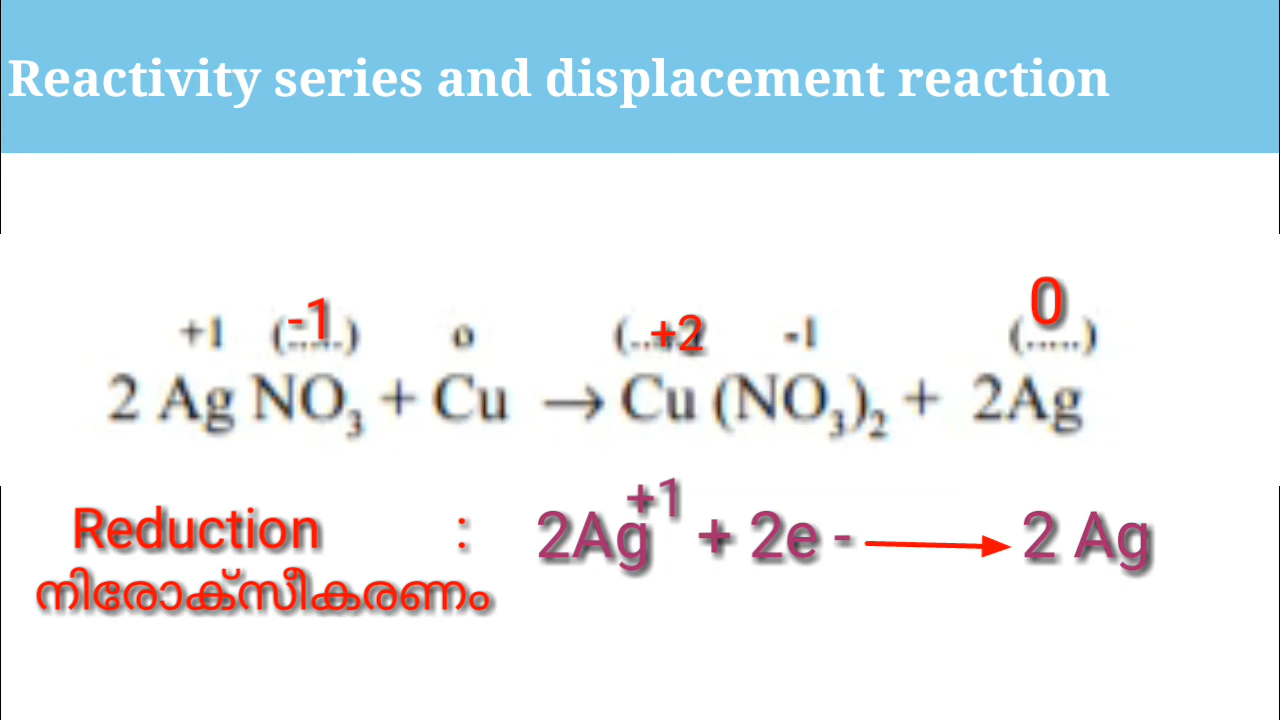 Reactivity series and displacement reaction
+1 (-1) o (+2) -1 (0)
2 Ag NO₃ + Cu → Cu (NO₃)₂ + 2Ag
Reduction : 2Ag⁺¹ + 2e - → 2 Ag
നിരോക്സീകരണം